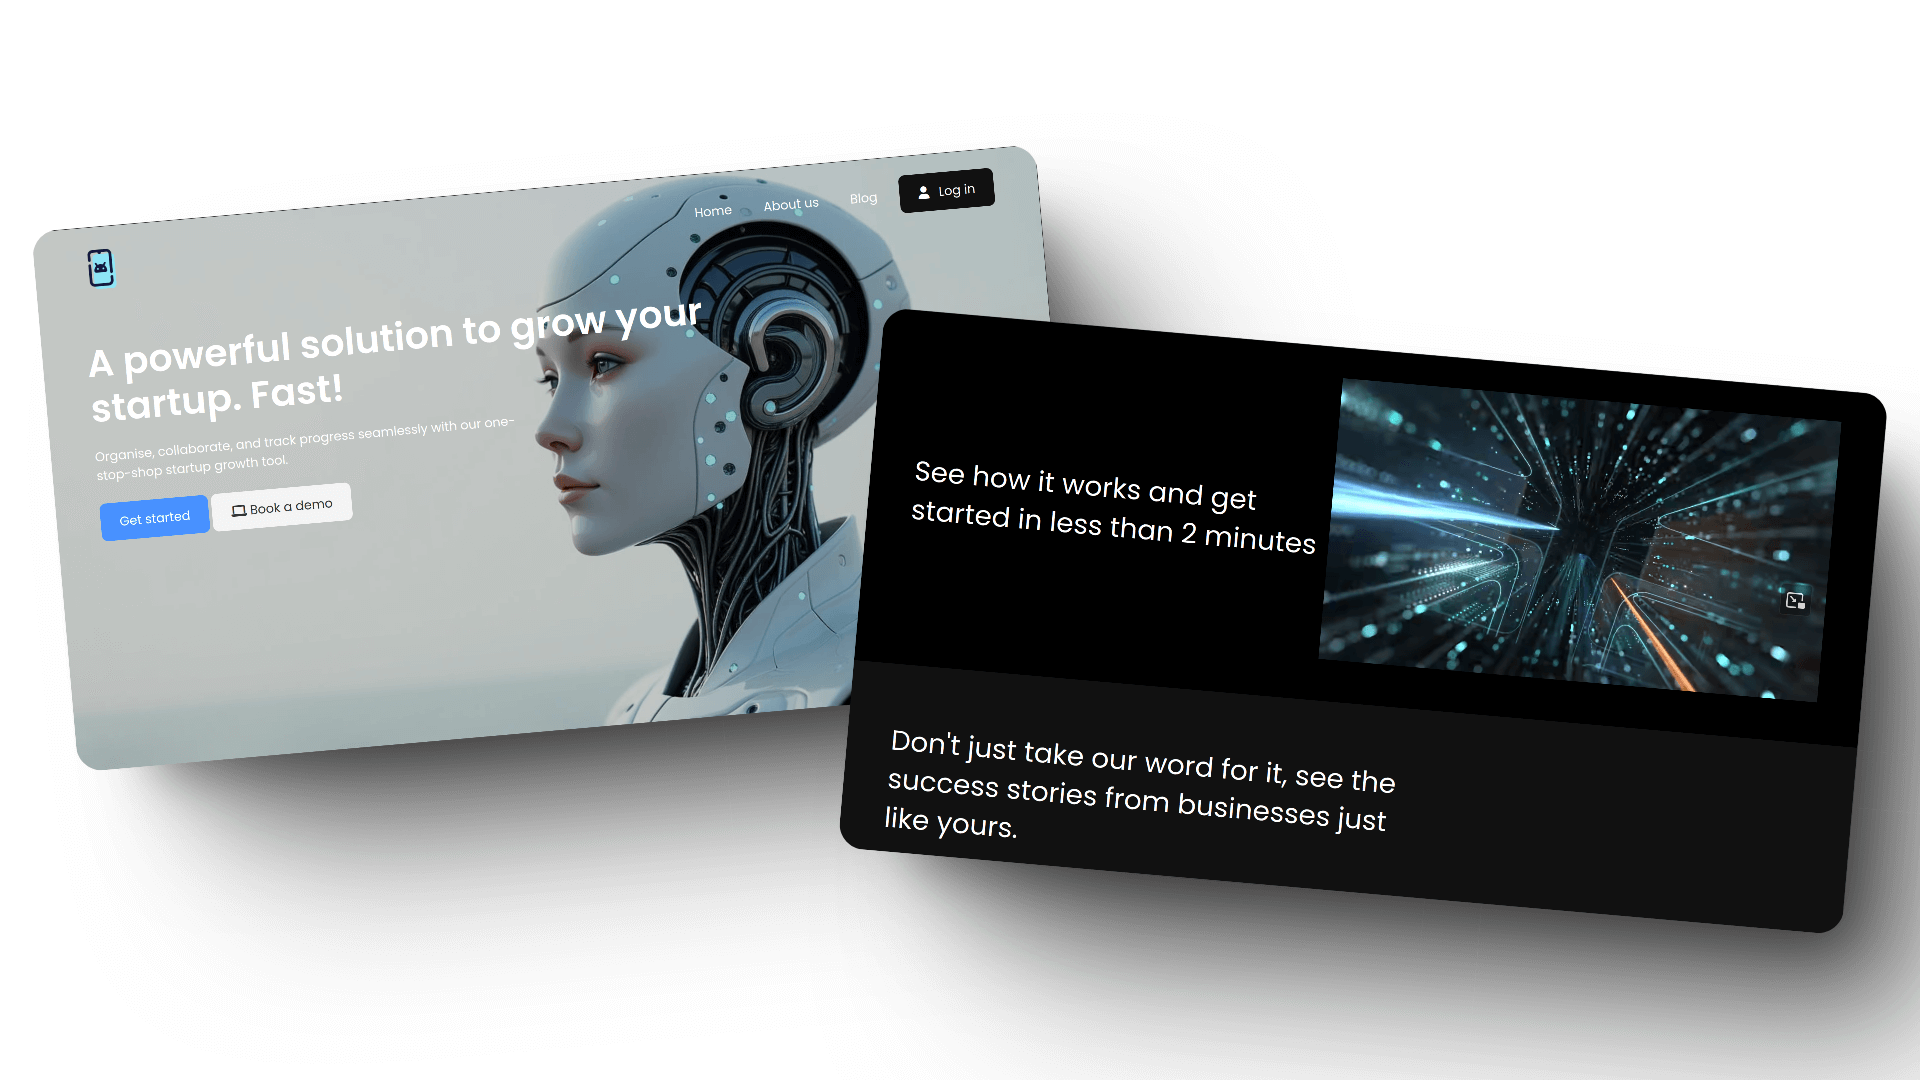 Home
About us
Blog
Log in
A powerful solution to grow your
startup. Fast!
Organise, collaborate, and track progress seamlessly with our one-
stop-shop startup growth tool.
Get started
Book a demo
See how it works and get
started in less than 2 minutes
Don't just take our word for it, see the
success stories from businesses just
like yours.